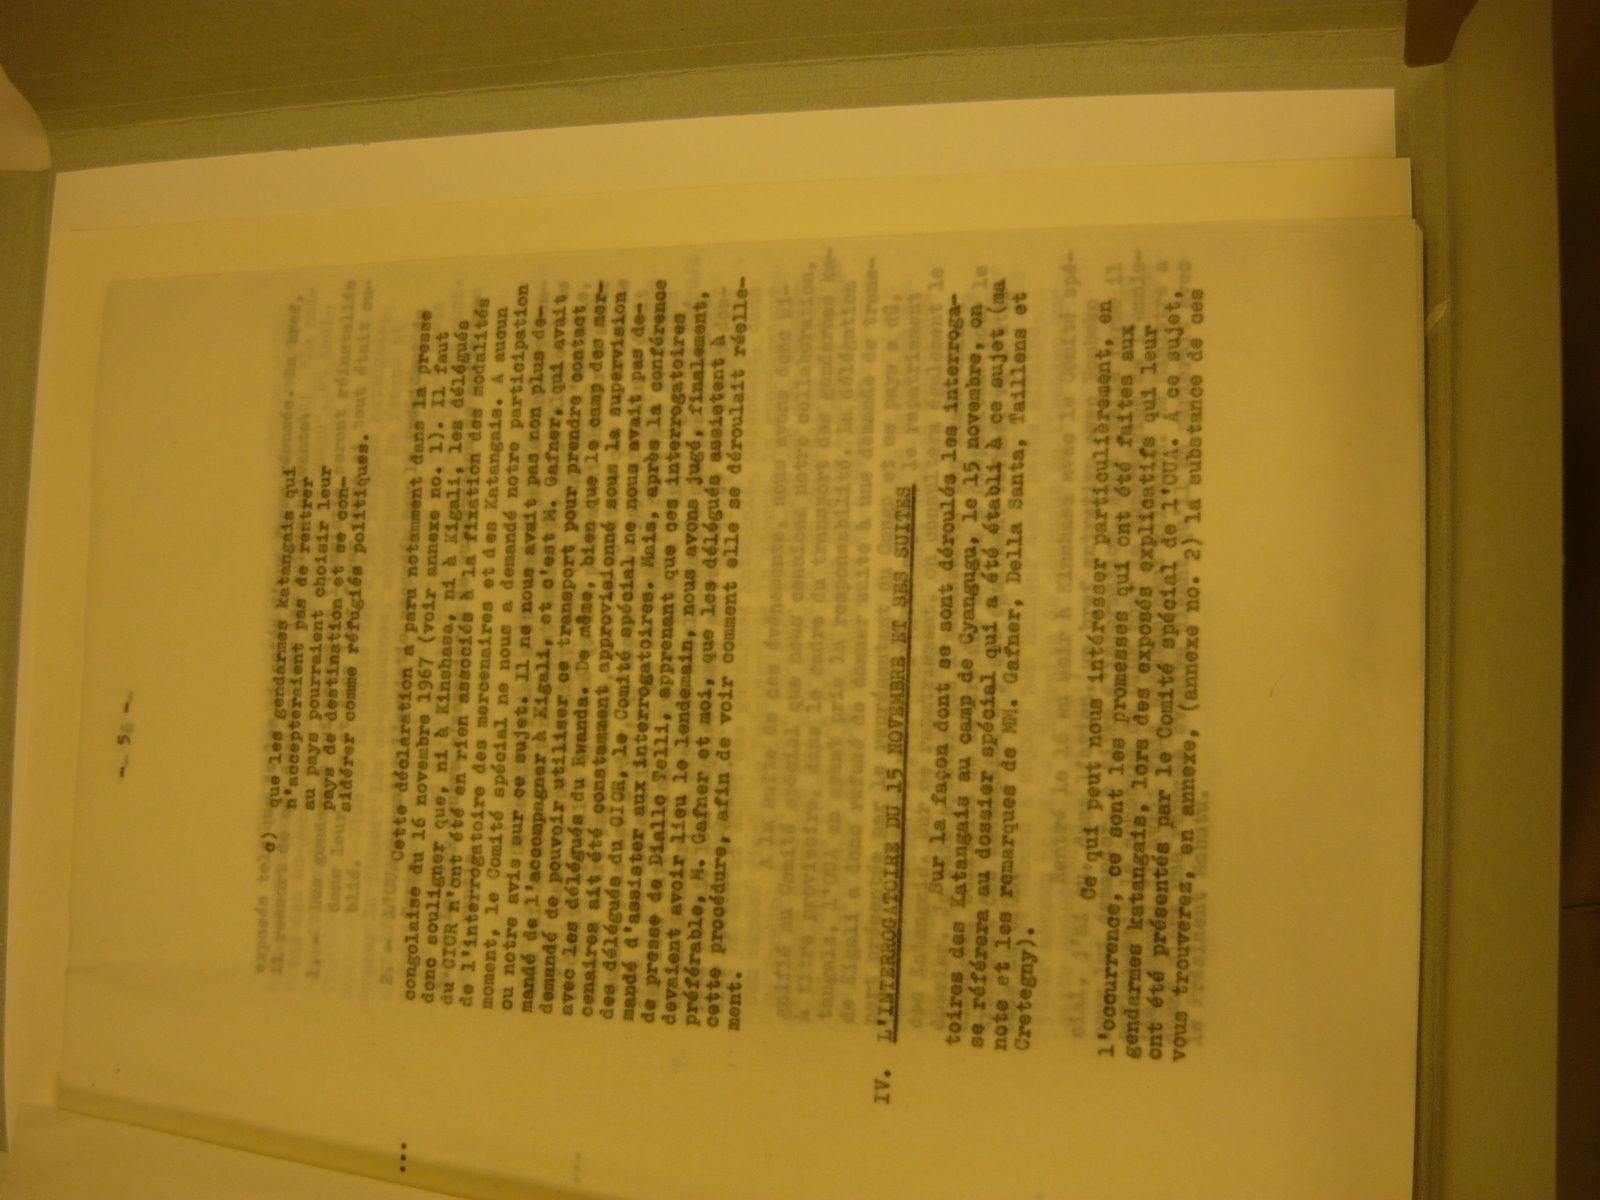 - 5 -
c) que les gendarmes katangais qui
n'accepteraient pas de rentrer
au pays pourraient choisir leur
pays de destination et se con-
sidérer comme réfugiés politiques.
Cette déclaration a paru notamment dans la presse
congolaise du 16 novembre 1967 (voir annexe no. 1). Il faut
donc souligner que, ni à Kinshasa, ni à Kigali, les délégués
du CICR n'ont été en rien associés à la fixation des modalités
de l'interrogatoire des mercenaires et des Katangais. A aucun
moment, le Comité spécial ne nous a demandé notre participation
ou notre avis sur ce sujet. Il ne nous avait pas non plus de-
mandé de l'accompagner à Kigali, et c'est M. Gafner, qui avait
demandé de pouvoir utiliser ce transport pour prendre contact
avec les délégués du Rwanda. De même, bien que le camp des mer-
cenaires ait été constamment approvisionné sous la supervision
des délégués du CICR, le Comité spécial ne nous avait pas de-
mandé d'assister aux interrogatoires. Mais, après la conférence
de presse de Diallo Telli, apprenant que ces interrogatoires
devaient avoir lieu le lendemain, nous avons jugé, finalement,
préférable, M. Gafner et moi, que les délégués assistent à
cette procédure, afin de voir comment elle se déroulait réelle-
ment.
...
IV. L'INTERROGATOIRE DU 15 NOVEMBRE ET SES SUITES
Sur la façon dont se sont déroulés les interroga-
toires des Katangais au camp de Cyangugu, le 15 novembre, on
se référera au dossier spécial qui a été établi à ce sujet (ma
note et les remarques de MM. Gafner, Della Santa, Taillens et
Cretegny).
Ce qui peut nous intéresser particulièrement, en
l'occurrence, ce sont les promesses qui ont été faites aux
gendarmes katangais, lors des exposés explicatifs qui leur
ont été présentés par le Comité spécial de l'OUA. A ce sujet,
vous trouverez, en annexe, (annexe no. 2) la substance de ces